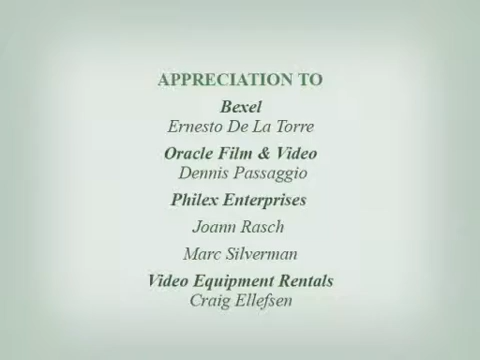 APPRECIATION TO
Bexel
Ernesto De La Torre
Oracle Film & Video
Dennis Passaggio
Philex Enterprises
Joann Rasch
Marc Silverman
Video Equipment Rentals
Craig Ellefsen